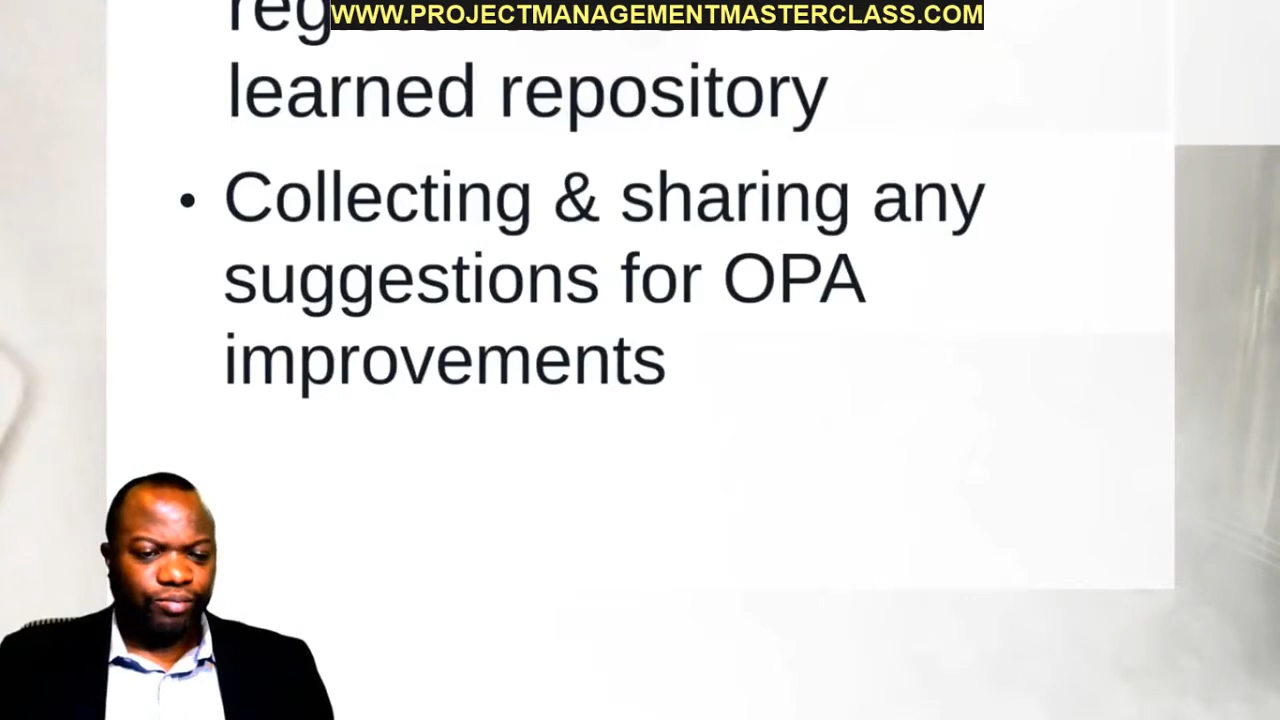 WWW.PROJECTMANAGEMENTMASTERCLASS.COM
learned repository
• Collecting & sharing any
suggestions for OPA
improvements